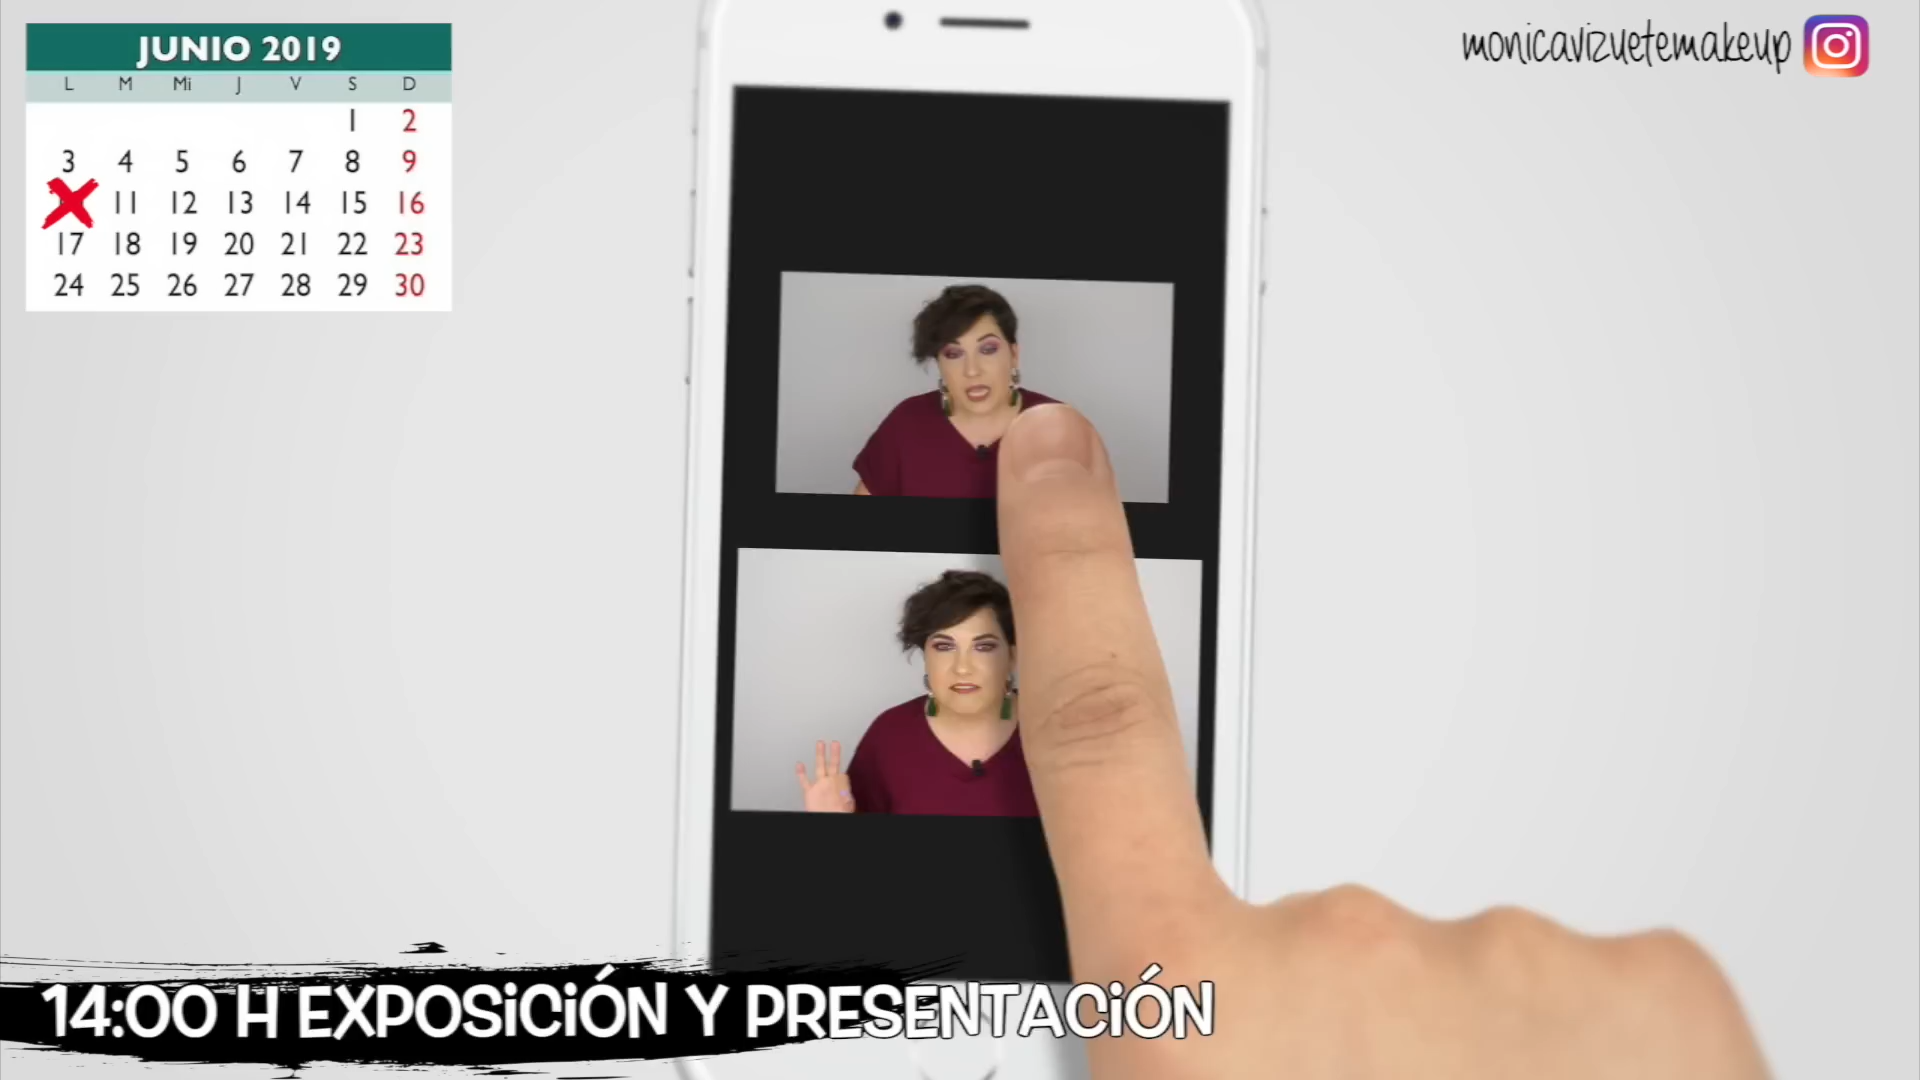 JUNIO 2019
L M Mi J V S D
1 2
3 4 5 6 7 8 9
11 12 13 14 15 16
17 18 19 20 21 22 23
24 25 26 27 28 29 30
monicavizuetemakeup
14:00 H EXPOSiCiÓN Y PRESENTACiÓN